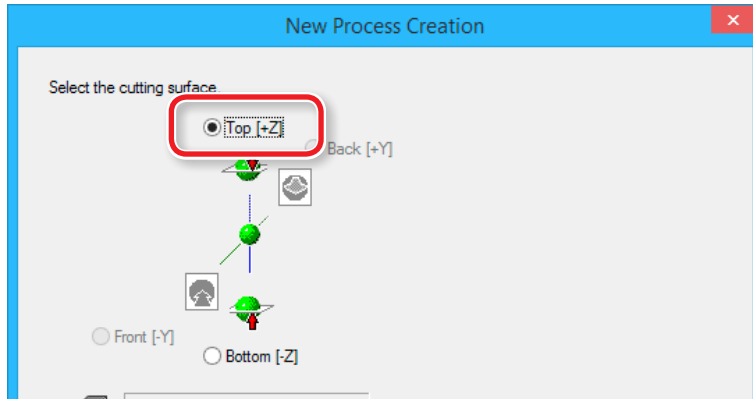 New Process Creation
Select the cutting surface.
Top [+Z]
Back [+Y]
Front [-Y]
Bottom [-Z]